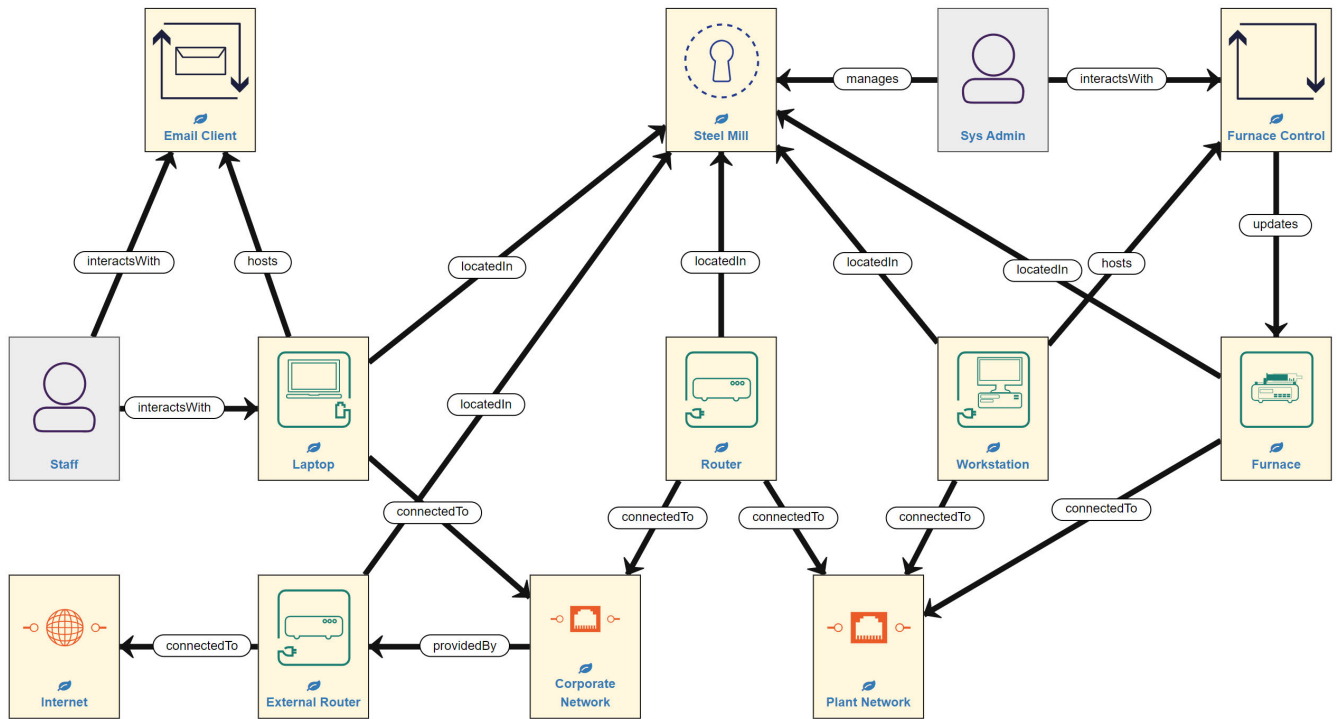 Email Client
Steel Mill
manages
Sys Admin
interactsWith
Furnace Control
updates
interactsWith
hosts
locatedIn
locatedIn
locatedIn
locatedIn
hosts
Staff
interactsWith
Laptop
locatedIn
Router
Workstation
Furnace
connectedTo
connectedTo
connectedTo
connectedTo
connectedTo
Internet
connectedTo
External Router
providedBy
Corporate
Network
Plant Network